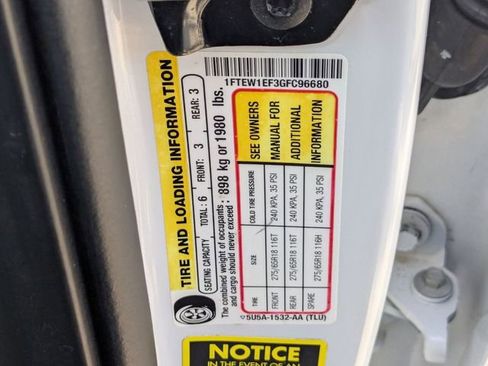 1FTEW1EF3GFC96680
TIRE AND LOADING INFORMATION
SEATING CAPACITY TOTAL: 6 FRONT: 3 REAR: 3
The combined weight of occupants
and cargo should never exceed : 898 kg or 1980 lbs.
TIRE SIZE COLD TIRE PRESSURE SEE OWNERS
FRONT 275/65R18 116T 240 KPA, 35 PSI MANUAL FOR
REAR 275/65R18 116T 240 KPA, 35 PSI ADDITIONAL
SPARE 275/65R18 116H 240 KPA, 35 PSI INFORMATION
5U5A-1532-AA (TLU)
NOTICE
IN THE EVENT OF AN